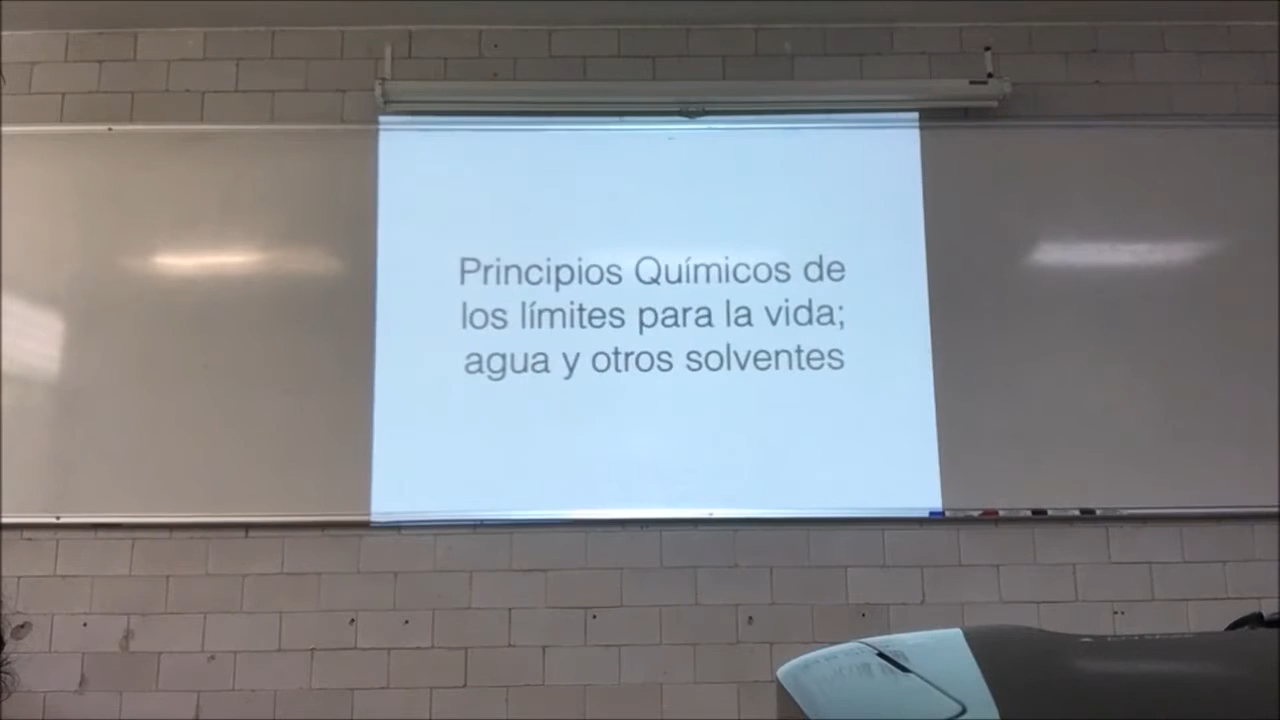 Principios Químicos de
los límites para la vida;
agua y otros solventes